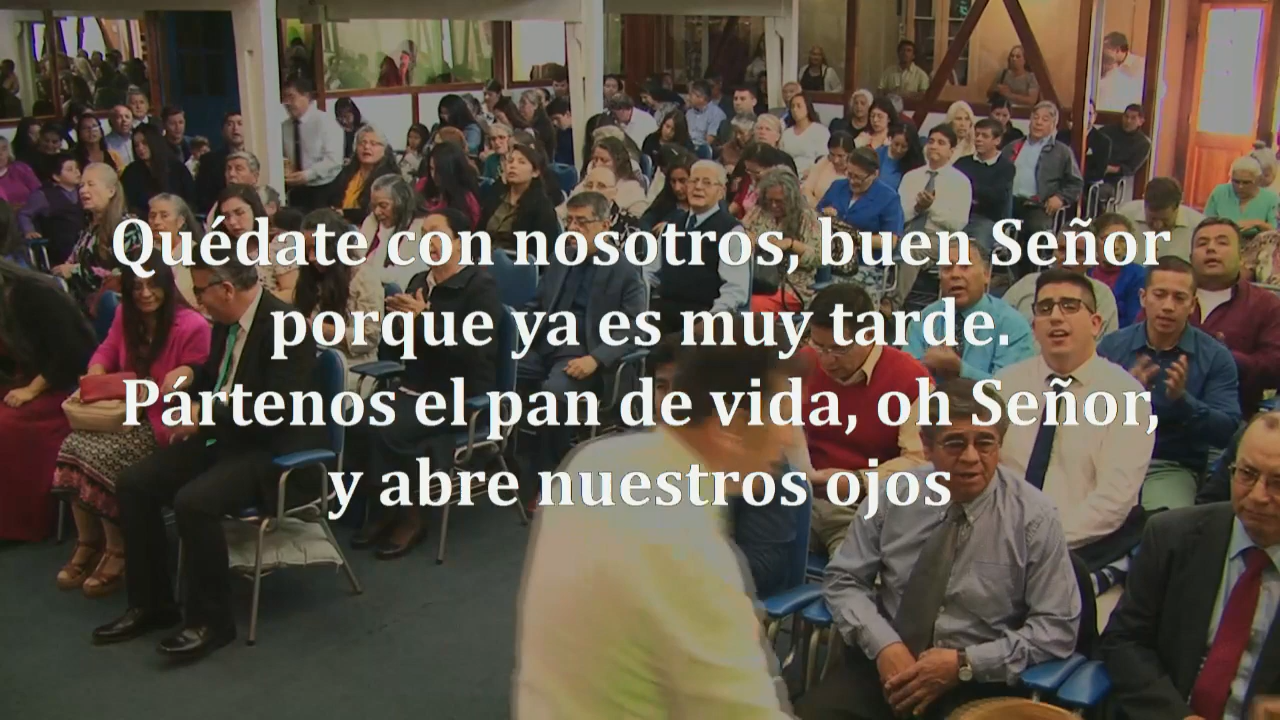 Quédate con nosotros, buen Señor
porque ya es muy tarde.
Pártenos el pan de vida, oh Señor,
y abre nuestros ojos